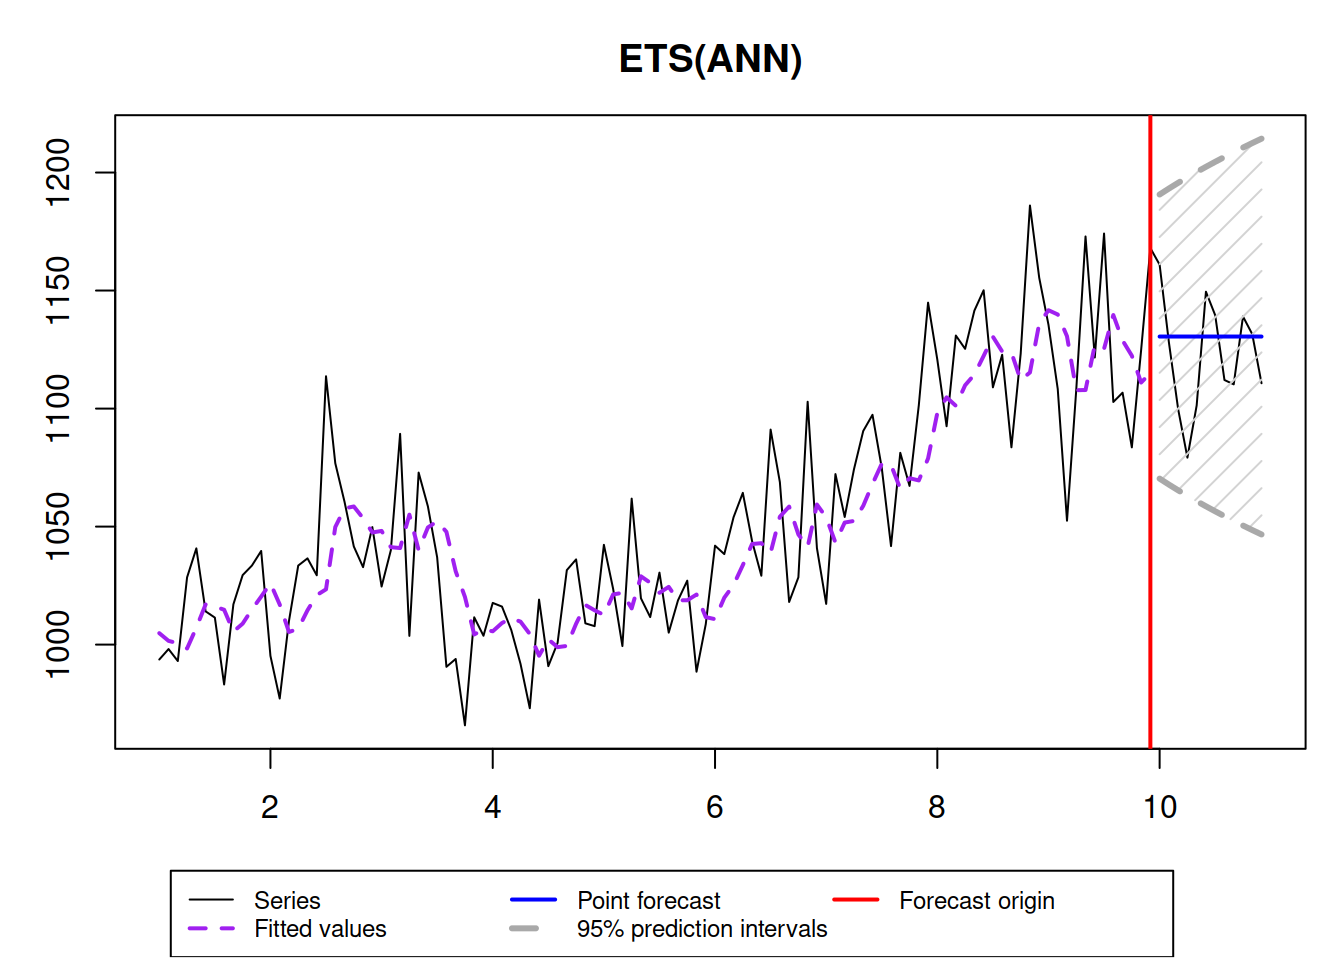 ETS(ANN)
1200
1150
1100
1050
1000
2 4 6 8 10
Series Point forecast Forecast origin
Fitted values 95% prediction intervals